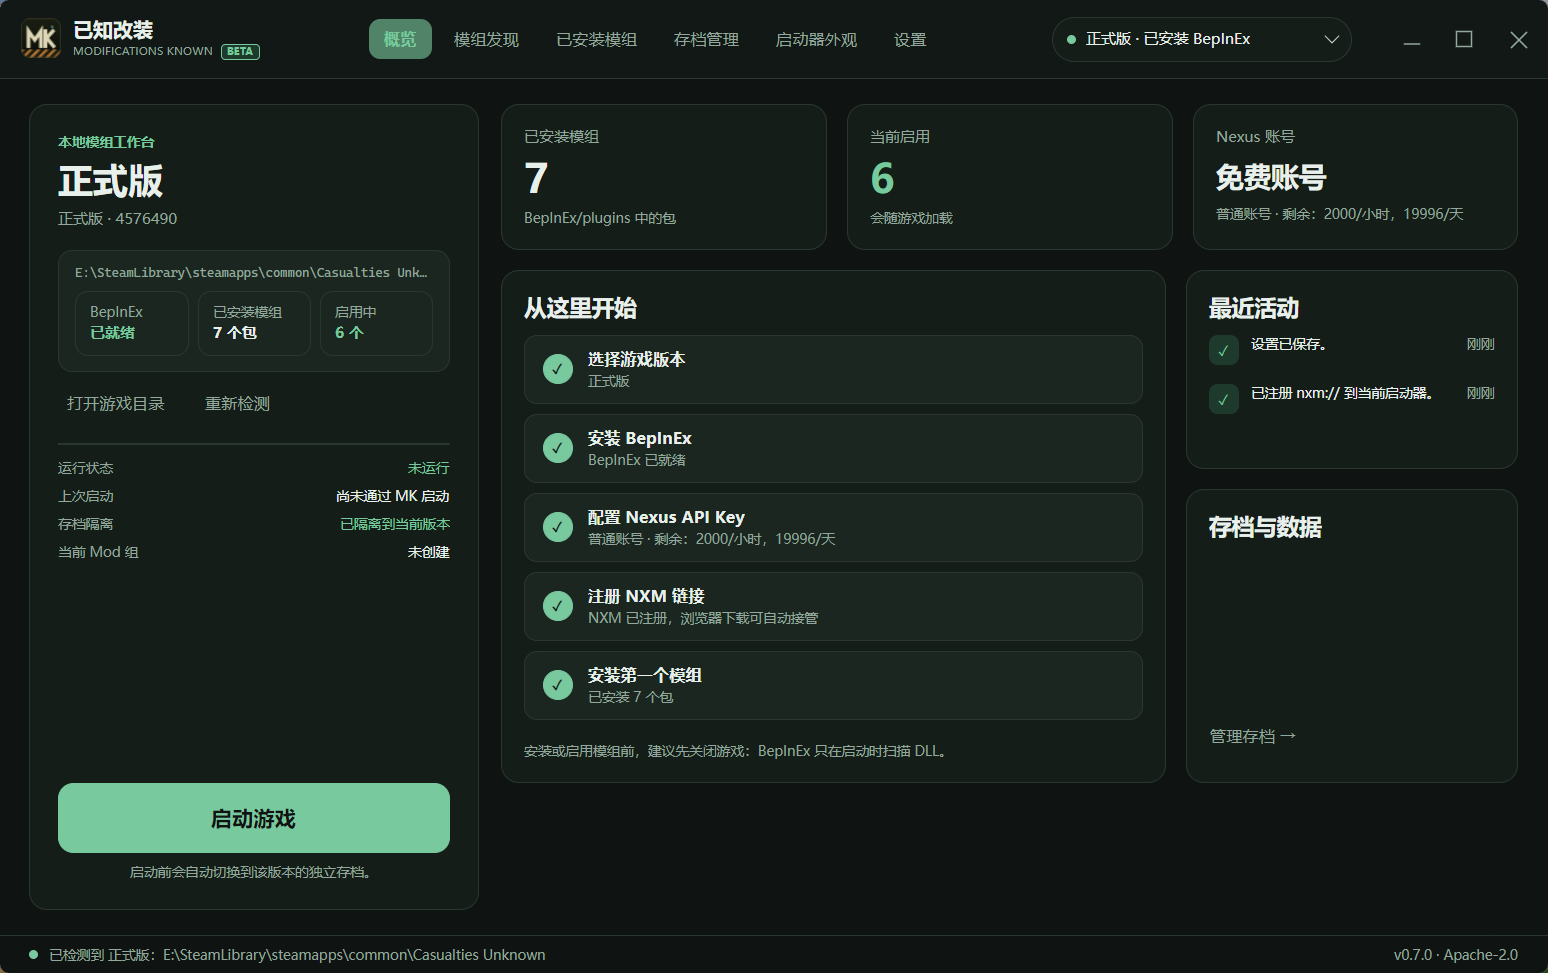 MK
已知改装
MODIFICATIONS KNOWN BETA
概览
模组发现
已安装模组
存档管理
启动器外观
设置
正式版 · 已安装 BepInEx
本地模组工作台
正式版
正式版 · 4576490
E:\SteamLibrary\steamapps\common\Casualties Unk…
BepInEx
已就绪
已安装模组
7 个包
启用中
6 个
打开游戏目录
重新检测
运行状态 未运行
上次启动 尚未通过 MK 启动
存档隔离 已隔离到当前版本
当前 Mod 组 未创建
启动游戏
启动前会自动切换到该版本的独立存档。
已安装模组
7
BepInEx/plugins 中的包
当前启用
6
会随游戏加载
Nexus 账号
免费账号
普通账号 · 剩余：2000/小时，19996/天
从这里开始
选择游戏版本
正式版
安装 BepInEx
BepInEx 已就绪
配置 Nexus API Key
普通账号 · 剩余：2000/小时，19996/天
注册 NXM 链接
NXM 已注册，浏览器下载可自动接管
安装第一个模组
已安装 7 个包
安装或启用模组前，建议先关闭游戏：BepInEx 只在启动时扫描 DLL。
最近活动
设置已保存。 刚刚
已注册 nxm:// 到当前启动器。 刚刚
存档与数据
管理存档 →
已检测到 正式版：E:\SteamLibrary\steamapps\common\Casualties Unknown
v0.7.0 · Apache-2.0